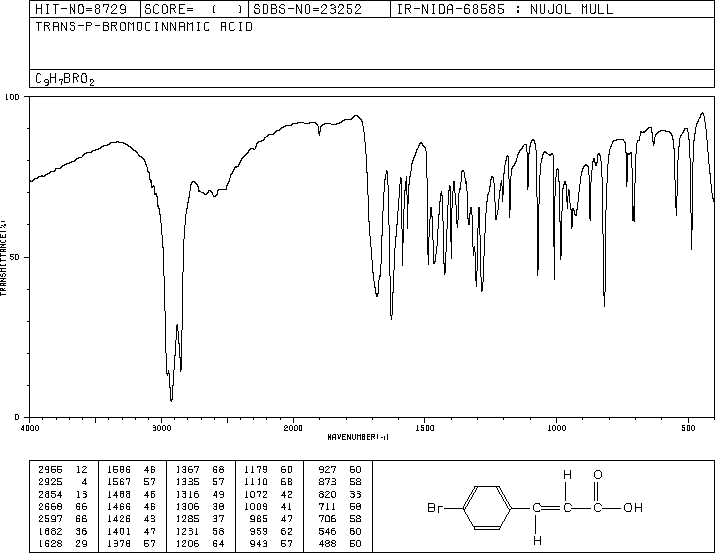 HIT-NO=8729 SCORE= ( ) SDBS-NO=23252 IR-NIDA-68585 : NUJOL MULL
TRANS-P-BROMOCINNAMIC ACID
C9H7BRO2
100
50
0
TRANSMITTANCE(%)
4000 3000 2000 1500 1000 500
WAVENUMBER(-1)
2955 12 1586 46 1367 68 1179 60 927 60
2925 4 1567 57 1335 57 1110 68 873 58
2854 13 1488 46 1316 49 1072 42 820 33
2668 66 1466 46 1306 38 1009 41 711 58
2597 66 1426 43 1285 37 985 47 706 58
1682 36 1401 47 1231 58 959 62 546 60
1628 29 1378 57 1206 64 943 57 488 50
H O
Br C C C OH
H